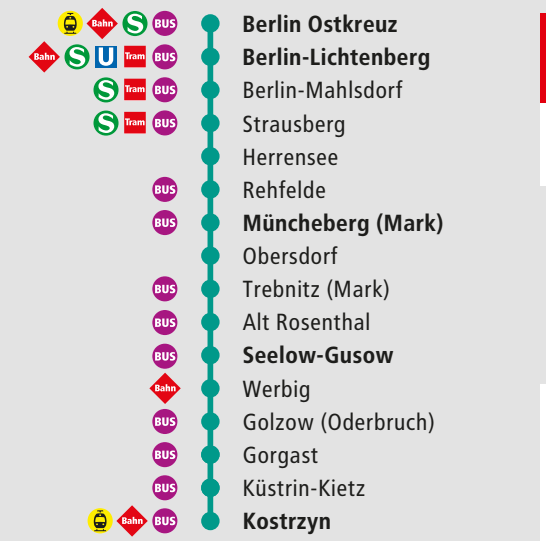 Bahn S BUS Berlin Ostkreuz
Bahn S U Tram BUS Berlin-Lichtenberg
S Tram BUS Berlin-Mahlsdorf
S Tram BUS Strausberg
Herrensee
BUS Rehfelde
BUS Müncheberg (Mark)
Obersdorf
BUS Trebnitz (Mark)
BUS Alt Rosenthal
BUS Seelow-Gusow
Bahn Werbig
BUS Golzow (Oderbruch)
BUS Gorgast
BUS Küstrin-Kietz
Bahn BUS Kostrzyn